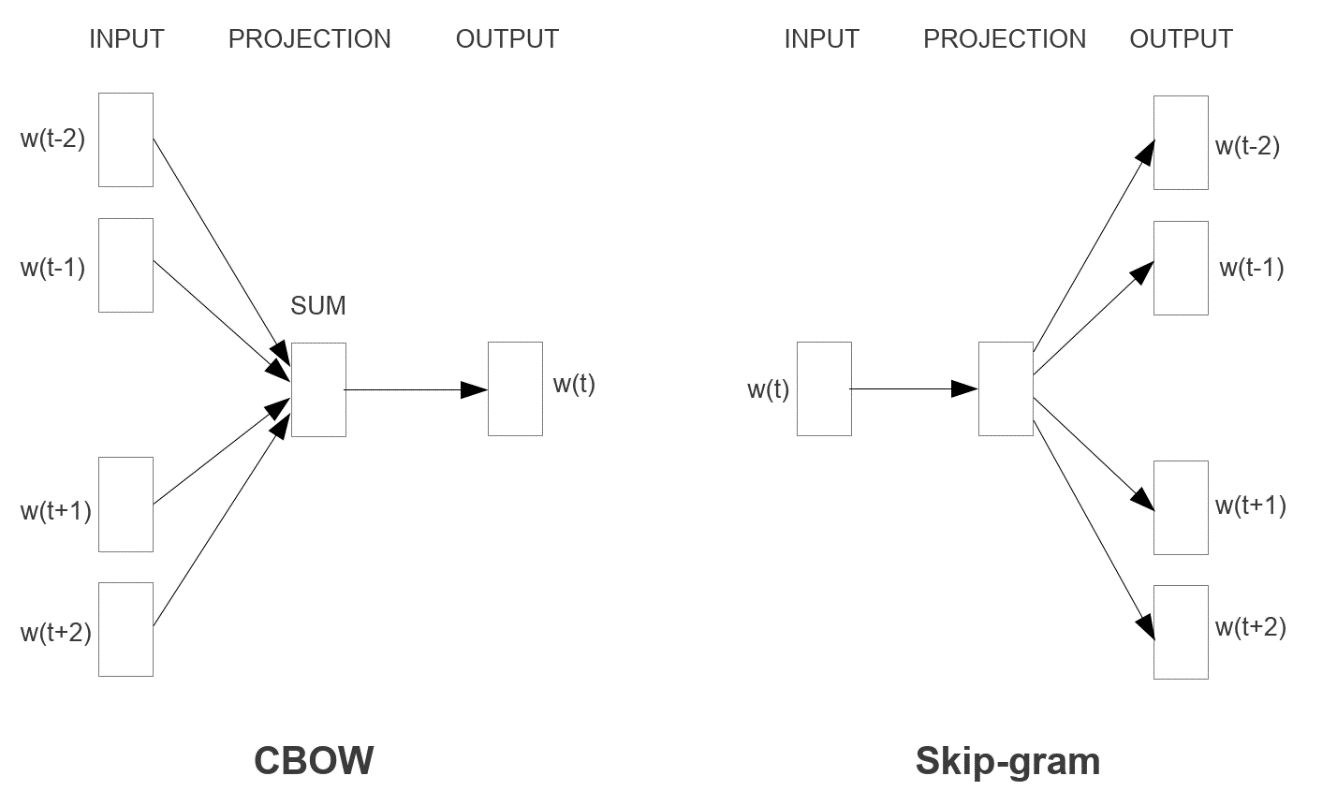 INPUT PROJECTION OUTPUT
w(t-2)
w(t-1)
SUM
w(t)
w(t+1)
w(t+2)
CBOW
INPUT PROJECTION OUTPUT
w(t-2)
w(t-1)
w(t)
w(t+1)
w(t+2)
Skip-gram